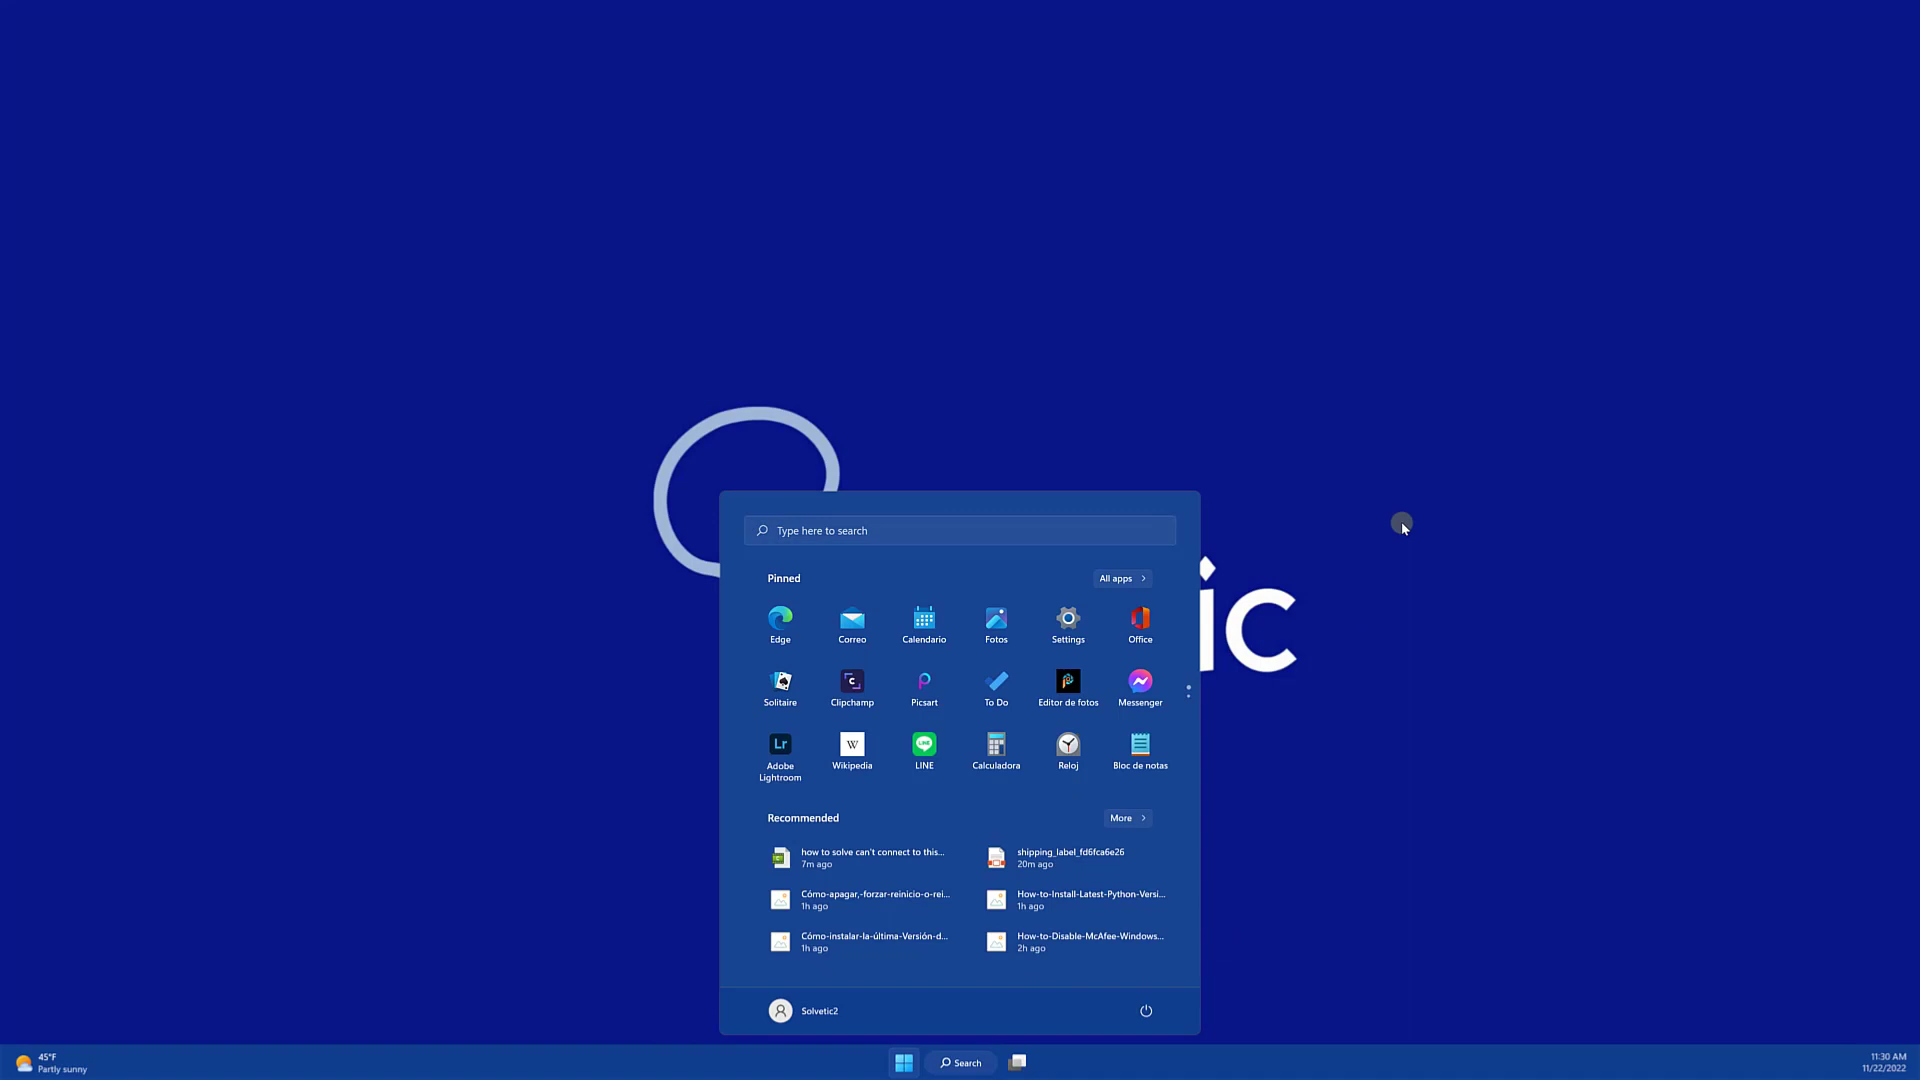 Type here to search
Pinned
All apps
Edge
Correo
Calendario
Fotos
Settings
Office
Solitaire
Clipchamp
Picsart
To Do
Editor de fotos
Messenger
Adobe
Lightroom
Wikipedia
LINE
Calculadora
Reloj
Bloc de notas
Recommended
More
how to solve can't connect to this...
7m ago
shipping_label_fd6fca6e26
20m ago
Cómo-apagar,-forzar-reinicio-o-rei...
1h ago
How-to-Install-Latest-Python-Versi...
1h ago
Cómo-instalar-la-última-Versión-d...
1h ago
How-to-Disable-McAfee-Windows...
2h ago
Solvetic2
ic
45°F
Partly sunny
Search
11:30 AM
11/22/2022